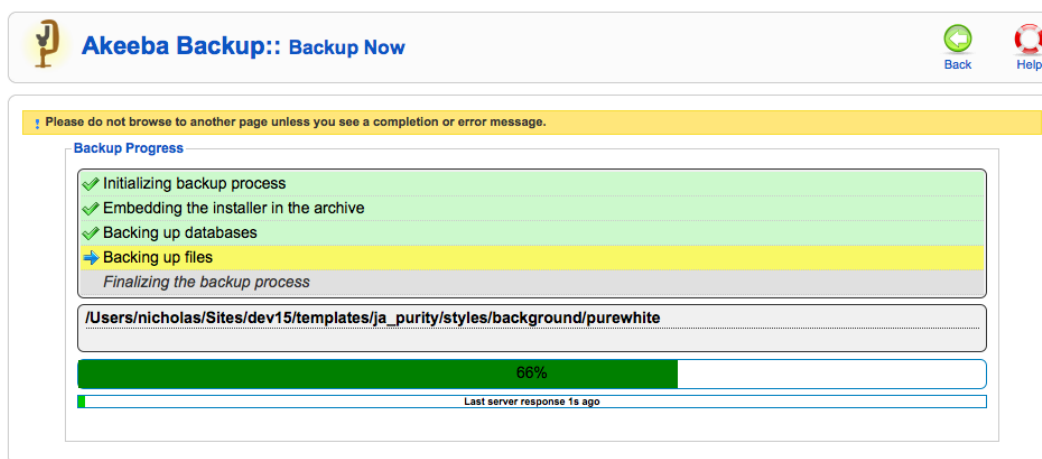 Akeeba Backup:: Backup Now
Back
Help
Please do not browse to another page unless you see a completion or error message.
Backup Progress
Initializing backup process
Embedding the installer in the archive
Backing up databases
Backing up files
Finalizing the backup process
/Users/nicholas/Sites/dev15/templates/ja_purity/styles/background/purewhite
66%
Last server response 1s ago